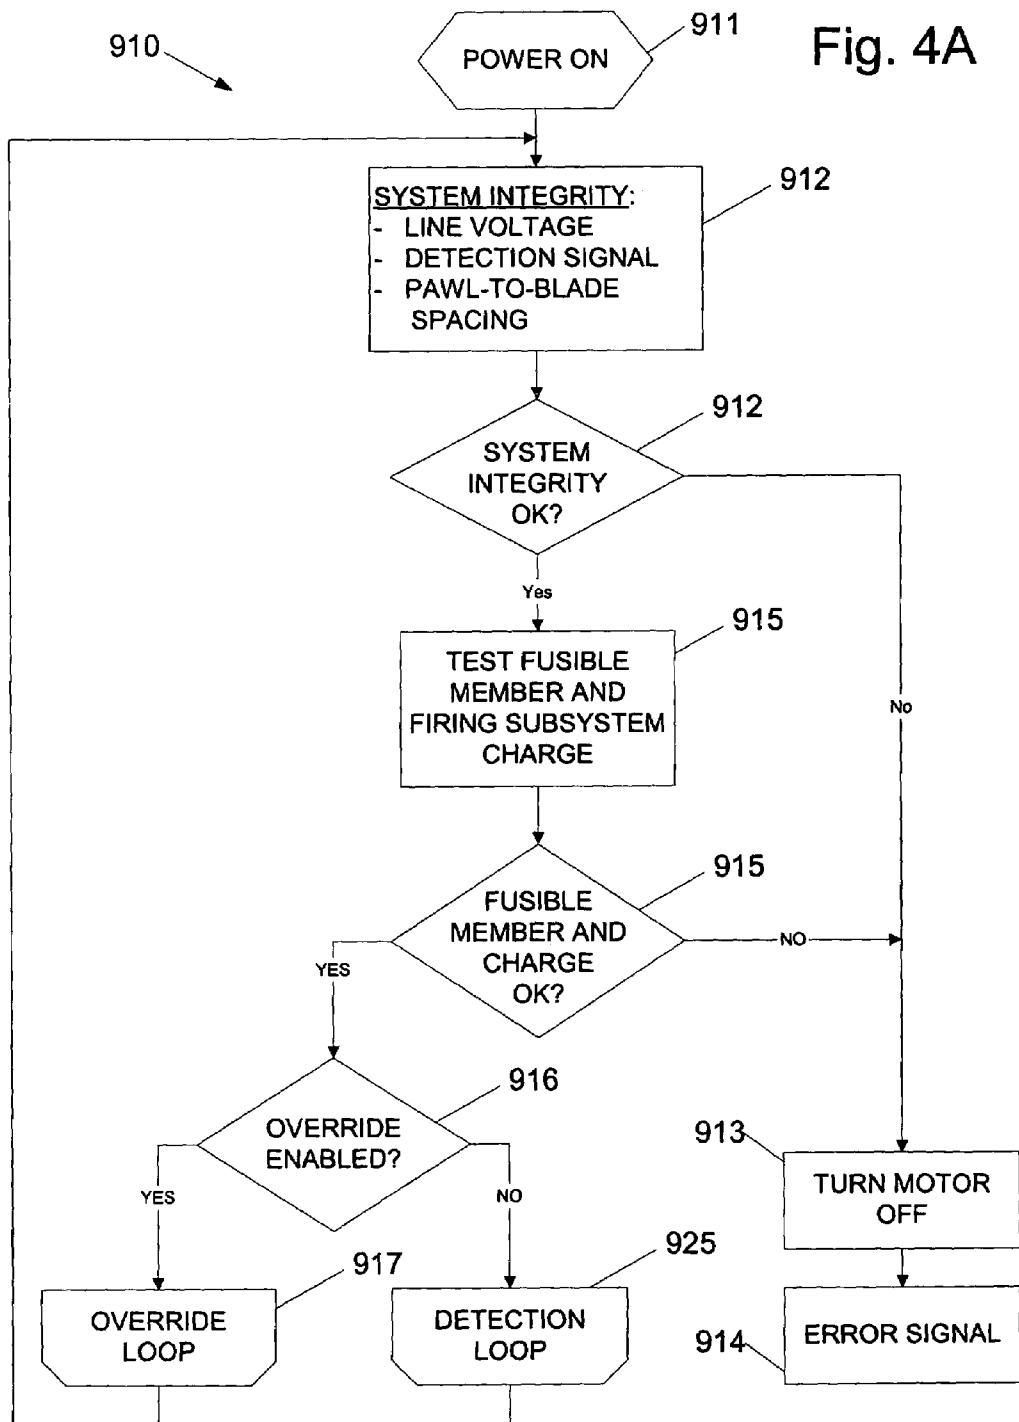 910
911
Fig. 4A
POWER ON
912
SYSTEM INTEGRITY:
- LINE VOLTAGE
- DETECTION SIGNAL
- PAWL-TO-BLADE
SPACING
912
SYSTEM
INTEGRITY
OK?
Yes
No
915
TEST FUSIBLE
MEMBER AND
FIRING SUBSYSTEM
CHARGE
915
FUSIBLE
MEMBER AND
CHARGE
OK?
NO
YES
916
OVERRIDE
ENABLED?
YES
NO
913
TURN MOTOR
OFF
917
OVERRIDE
LOOP
925
DETECTION
LOOP
914
ERROR SIGNAL